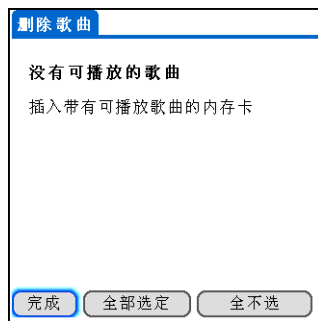 删除歌曲
没有可播放的歌曲
插入带有可播放歌曲的内存卡
完成 全部选定 全不选